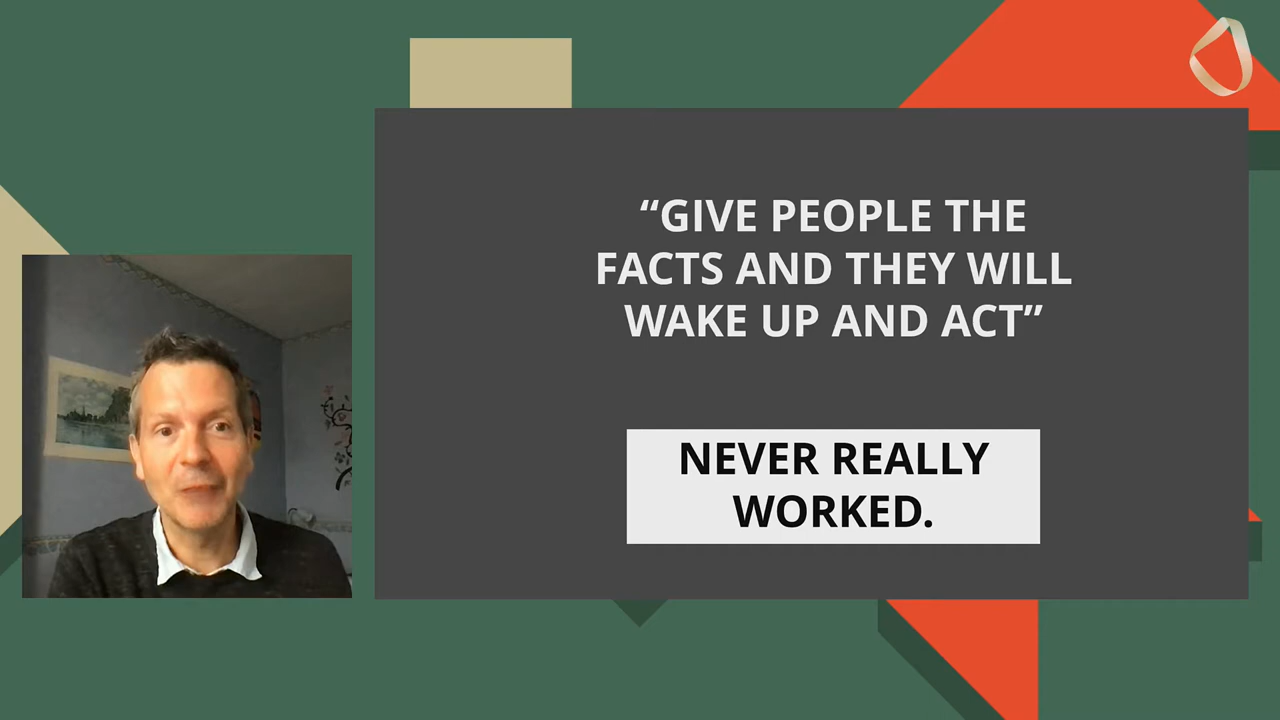 “GIVE PEOPLE THE
FACTS AND THEY WILL
WAKE UP AND ACT”
NEVER REALLY
WORKED.